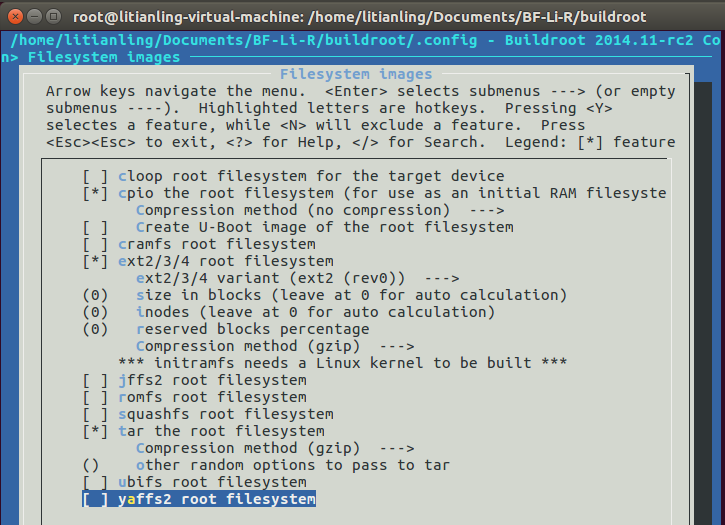 root@litianling-virtual-machine: /home/litianling/Documents/BF-Li-R/buildroot
/home/litianling/Documents/BF-Li-R/buildroot/.config - Buildroot 2014.11-rc2 Co
n> Filesystem images
Filesystem images
Arrow keys navigate the menu.  <Enter> selects submenus ---> (or empty
submenus ----).  Highlighted letters are hotkeys.  Pressing <Y>
selectes a feature, while <N> will exclude a feature.  Press
<Esc><Esc> to exit, <?> for Help, </> for Search.  Legend: [*] feature
[ ] cloop root filesystem for the target device
[*] cpio the root filesystem (for use as an initial RAM filesyste
Compression method (no compression)  --->
[ ]   Create U-Boot image of the root filesystem
[ ] cramfs root filesystem
[*] ext2/3/4 root filesystem
ext2/3/4 variant (ext2 (rev0))  --->
(0)   size in blocks (leave at 0 for auto calculation)
(0)   inodes (leave at 0 for auto calculation)
(0)   reserved blocks percentage
Compression method (gzip)  --->
*** initramfs needs a Linux kernel to be built ***
[ ] jffs2 root filesystem
[ ] romfs root filesystem
[ ] squashfs root filesystem
[*] tar the root filesystem
Compression method (gzip)  --->
()    other random options to pass to tar
[ ] ubifs root filesystem
[ ] yaffs2 root filesystem